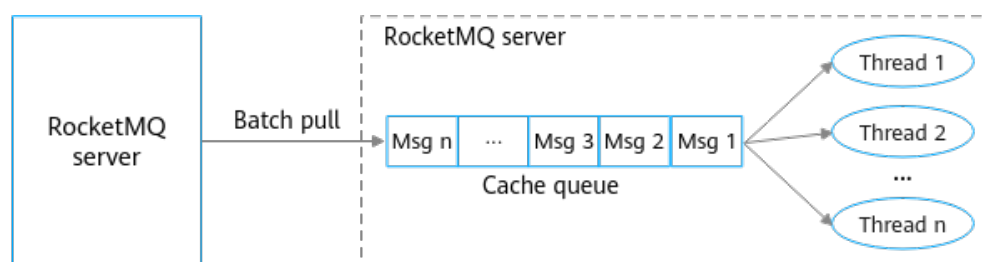 RocketMQ
server
Batch pull
RocketMQ server
Msg n
...
Msg 3
Msg 2
Msg 1
Cache queue
Thread 1
Thread 2
...
Thread n